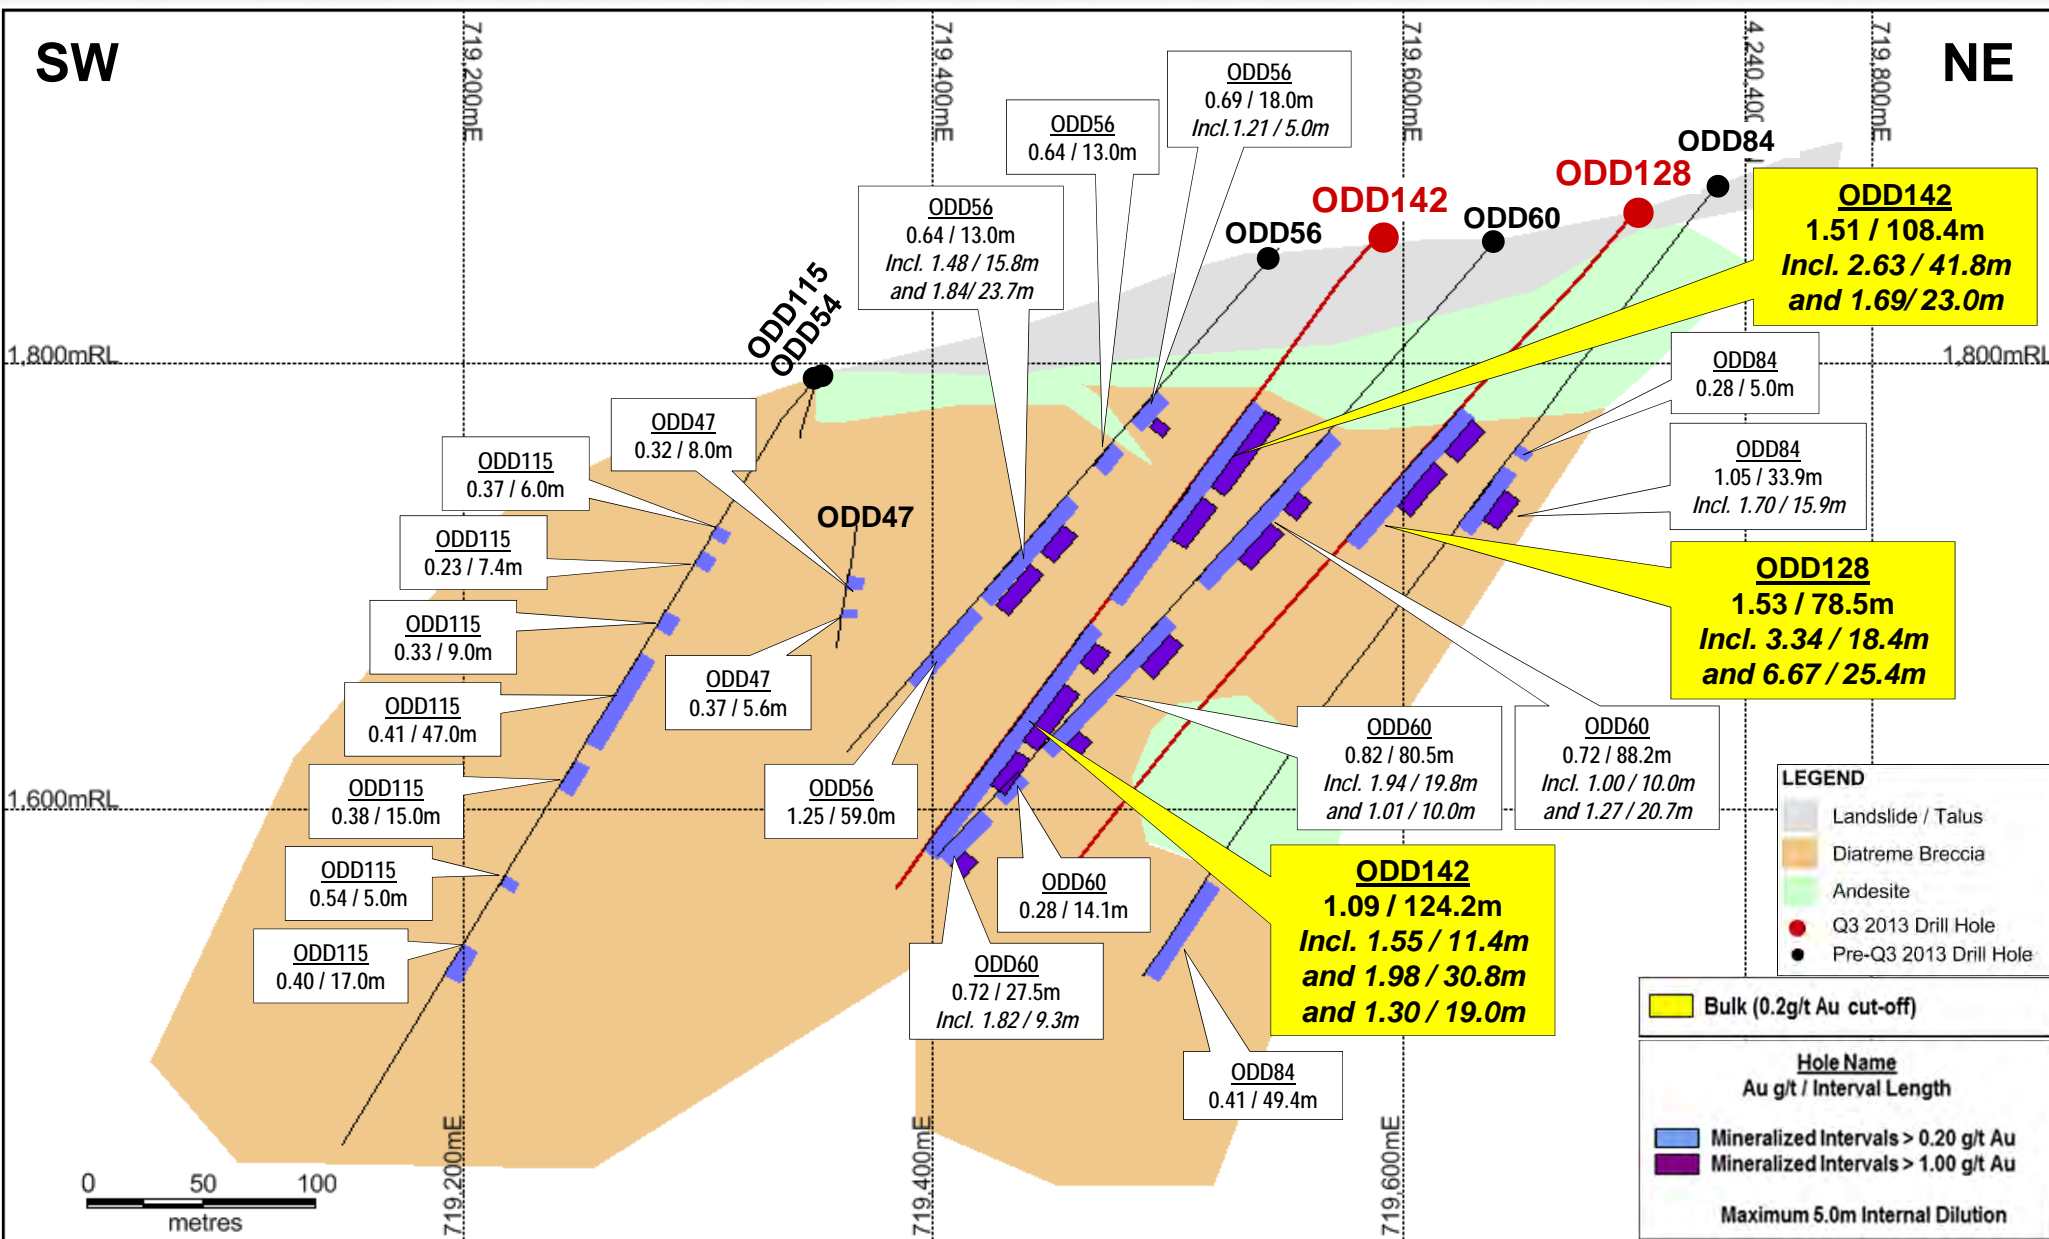 SW
NE
719,200mE
719,400mE
719,600mE
4,240,400
719,800mE
ODD56
0.69 / 18.0m
Incl.1.21 / 5.0m
ODD56
0.64 / 13.0m
ODD56
0.64 / 13.0m
Incl. 1.48 / 15.8m
and 1.84/ 23.7m
ODD84
ODD128
ODD142
ODD60
ODD56
ODD142
1.51 / 108.4m
Incl. 2.63 / 41.8m
and 1.69/ 23.0m
ODD115
ODD54
1,800mRL
1,800mRL
ODD84
0.28 / 5.0m
ODD47
0.32 / 8.0m
ODD84
1.05 / 33.9m
Incl. 1.70 / 15.9m
ODD115
0.37 / 6.0m
ODD47
ODD115
0.23 / 7.4m
ODD128
1.53 / 78.5m
Incl. 3.34 / 18.4m
and 6.67 / 25.4m
ODD115
0.33 / 9.0m
ODD47
0.37 / 5.6m
ODD115
0.41 / 47.0m
ODD60
0.82 / 80.5m
Incl. 1.94 / 19.8m
and 1.01 / 10.0m
ODD60
0.72 / 88.2m
Incl. 1.00 / 10.0m
and 1.27 / 20.7m
ODD56
1.25 / 59.0m
ODD115
0.38 / 15.0m
1,600mRL
LEGEND
Landslide / Talus
Diatreme Breccia
Andesite
Q3 2013 Drill Hole
Pre-Q3 2013 Drill Hole
ODD115
0.54 / 5.0m
ODD60
0.28 / 14.1m
ODD142
1.09 / 124.2m
Incl. 1.55 / 11.4m
and 1.98 / 30.8m
and 1.30 / 19.0m
ODD115
0.40 / 17.0m
ODD60
0.72 / 27.5m
Incl. 1.82 / 9.3m
ODD84
0.41 / 49.4m
Bulk (0.2g/t Au cut-off)
Hole Name
Au g/t / Interval Length
Mineralized Intervals > 0.20 g/t Au
Mineralized Intervals > 1.00 g/t Au
Maximum 5.0m Internal Dilution
0 50 100
metres
719,200mE
719,400mE
719,600mE